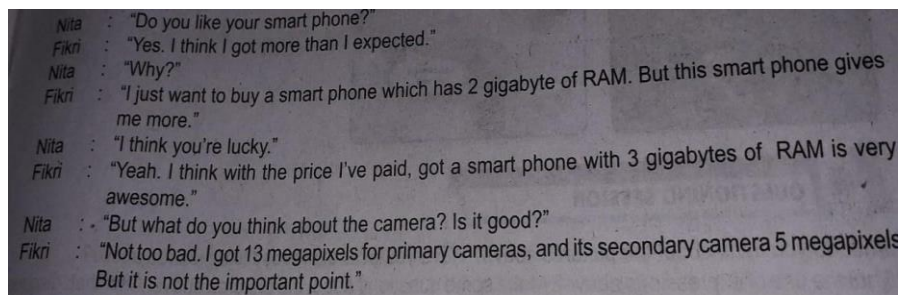 Nita : "Do you like your smart phone?"
Fikri : "Yes. I think I got more than I expected."
Nita : "Why?"
Fikri : "I just want to buy a smart phone which has 2 gigabyte of RAM. But this smart phone gives
me more."
Nita : "I think you're lucky."
Fikri : "Yeah. I think with the price I've paid, got a smart phone with 3 gigabytes of RAM is very
awesome."
Nita : "But what do you think about the camera? Is it good?"
Fikri : "Not too bad. I got 13 megapixels for primary cameras, and its secondary camera 5 megapixels
But it is not the important point."